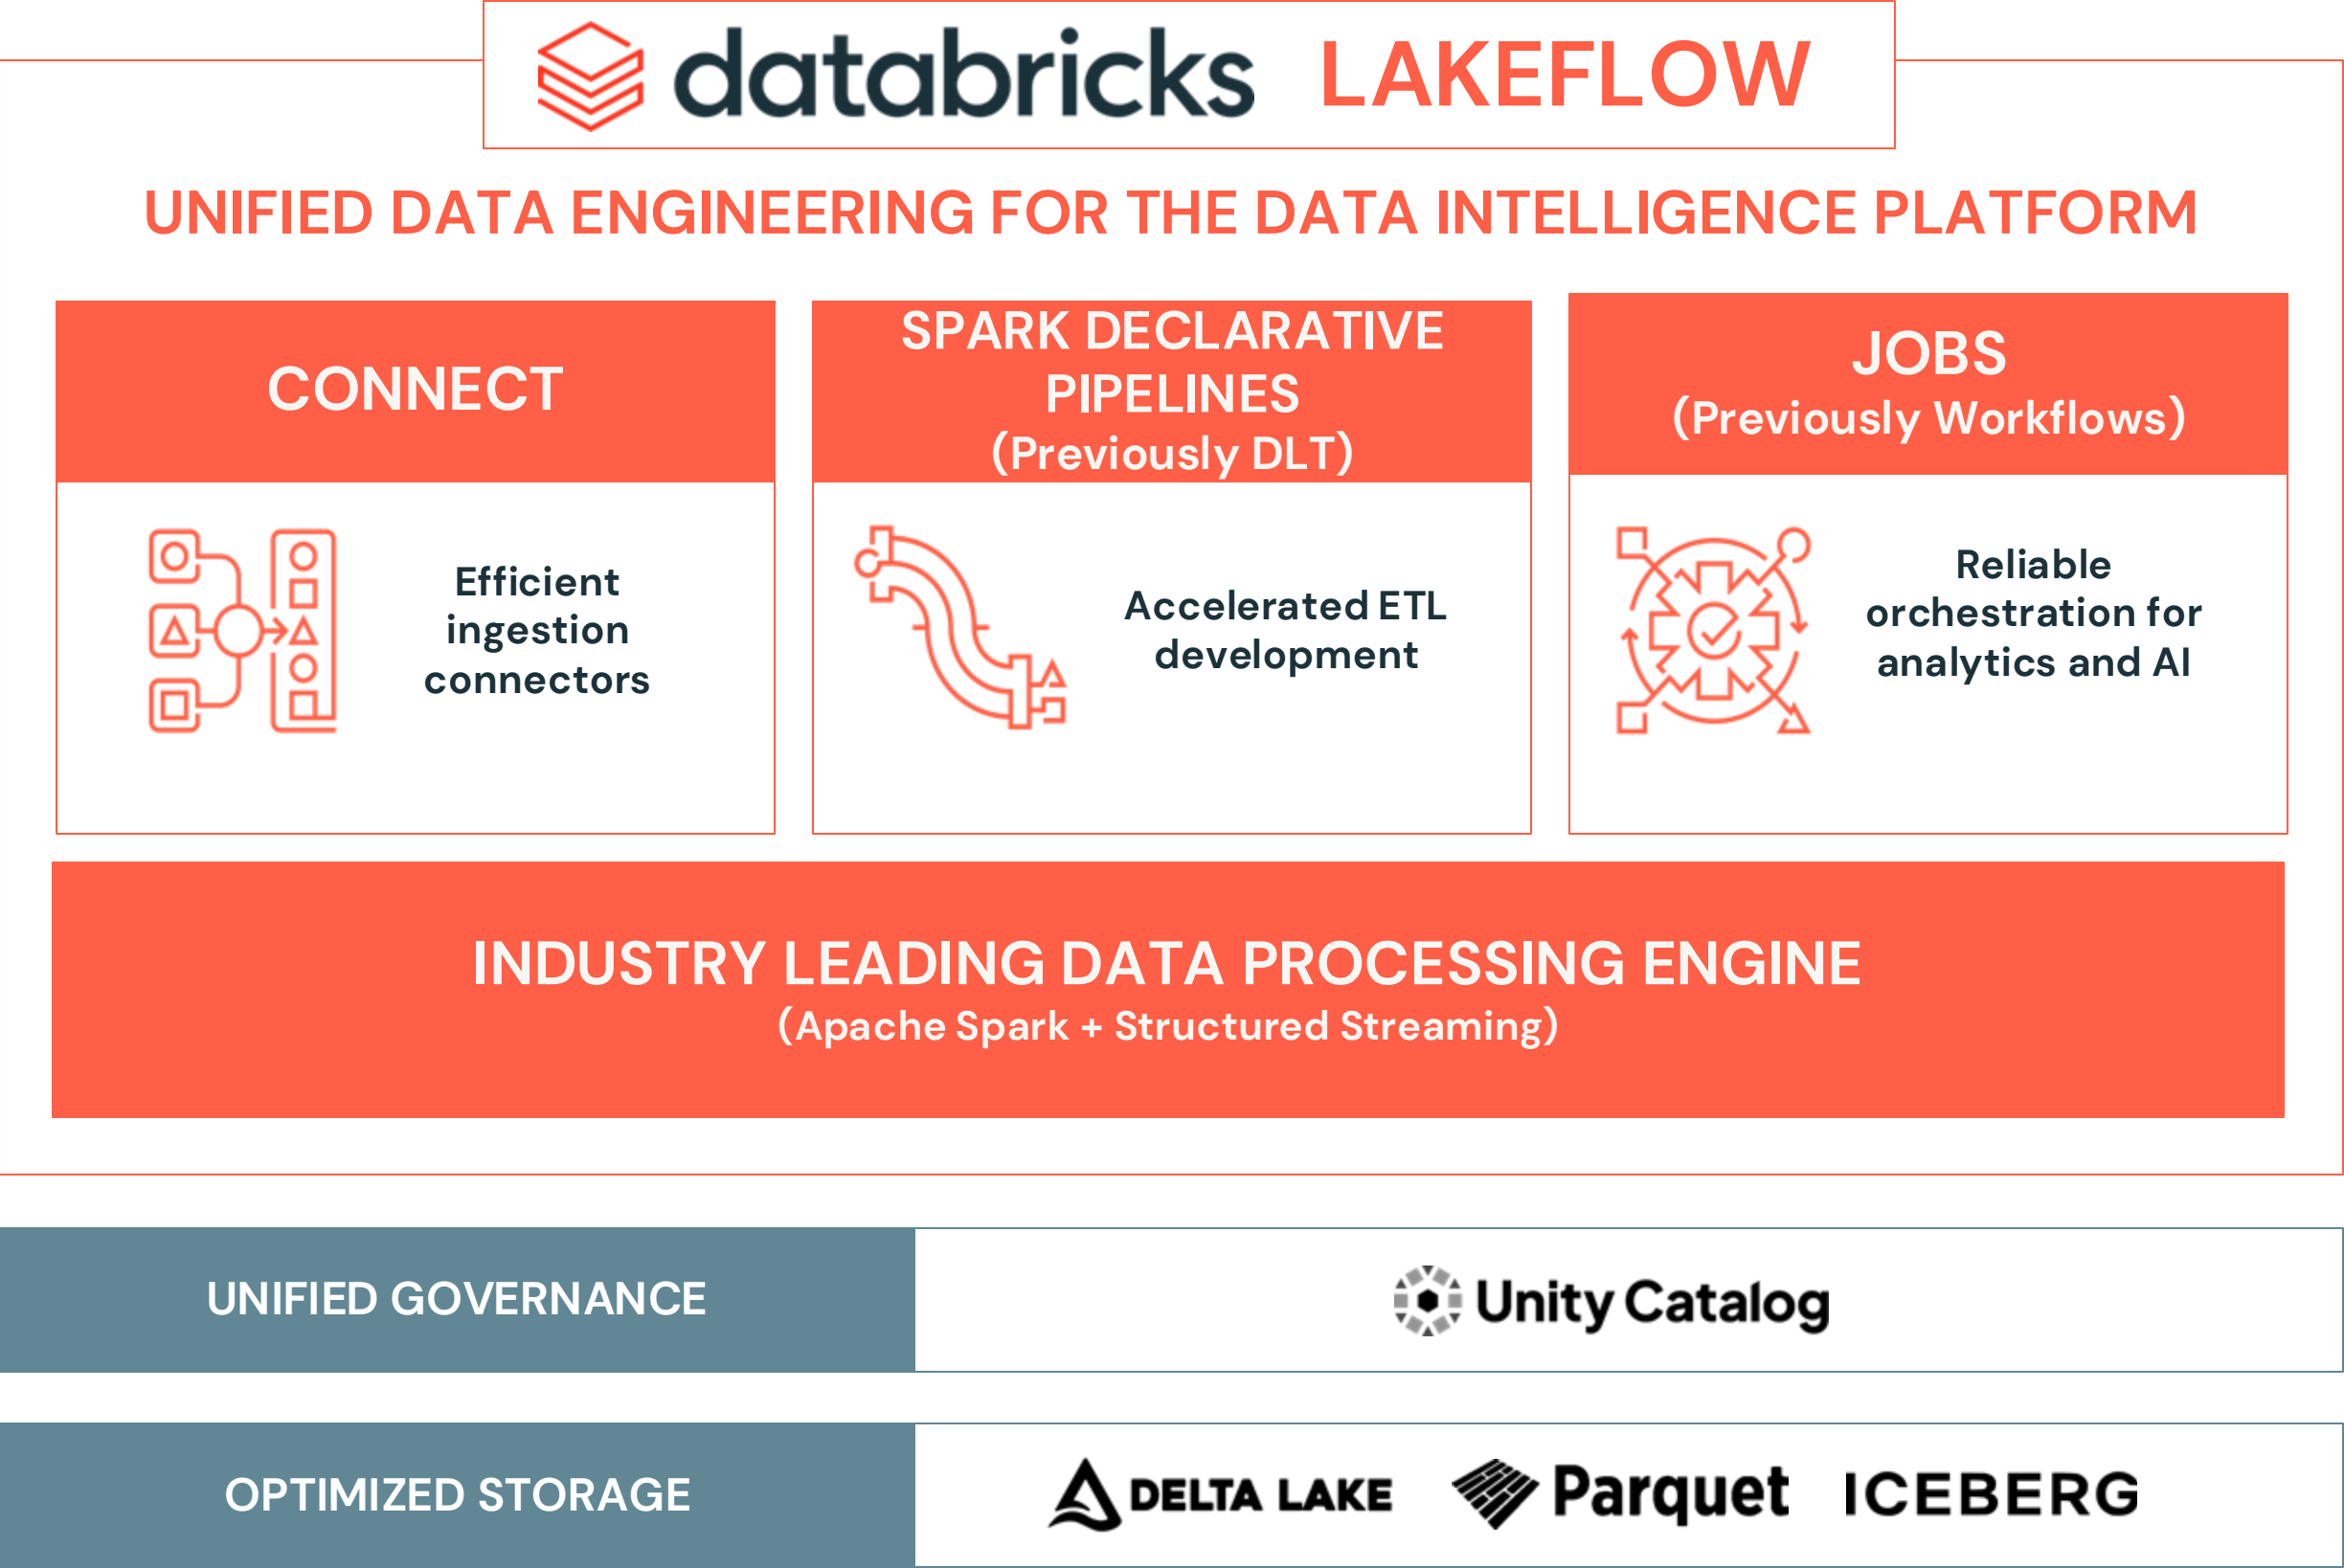 databricks LAKEFLOW
UNIFIED DATA ENGINEERING FOR THE DATA INTELLIGENCE PLATFORM
CONNECT
Efficient
ingestion
connectors
SPARK DECLARATIVE
PIPELINES
(Previously DLT)
Accelerated ETL
development
JOBS
(Previously Workflows)
Reliable
orchestration for
analytics and AI
INDUSTRY LEADING DATA PROCESSING ENGINE
(Apache Spark + Structured Streaming)
UNIFIED GOVERNANCE
Unity Catalog
OPTIMIZED STORAGE
DELTA LAKE
Parquet
ICEBERG